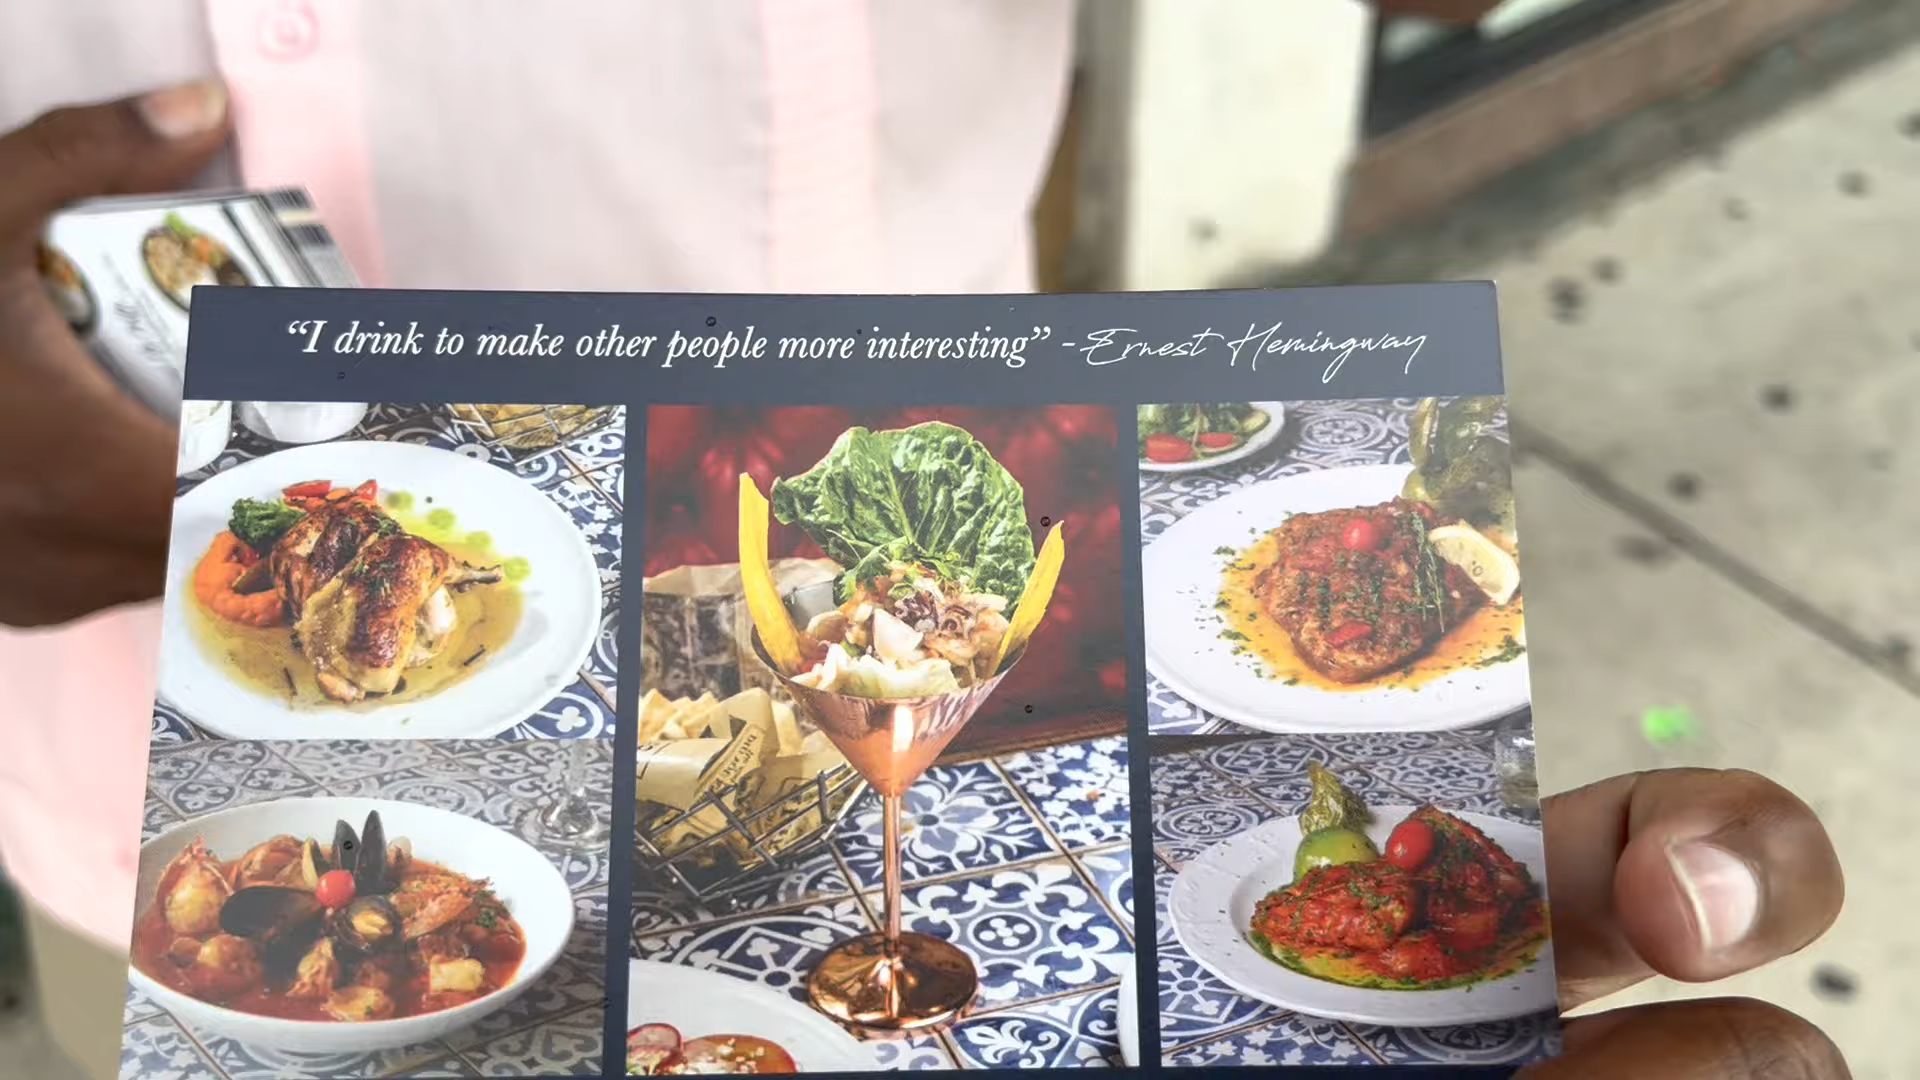 “I drink to make other people more interesting” - Ernest Hemingway